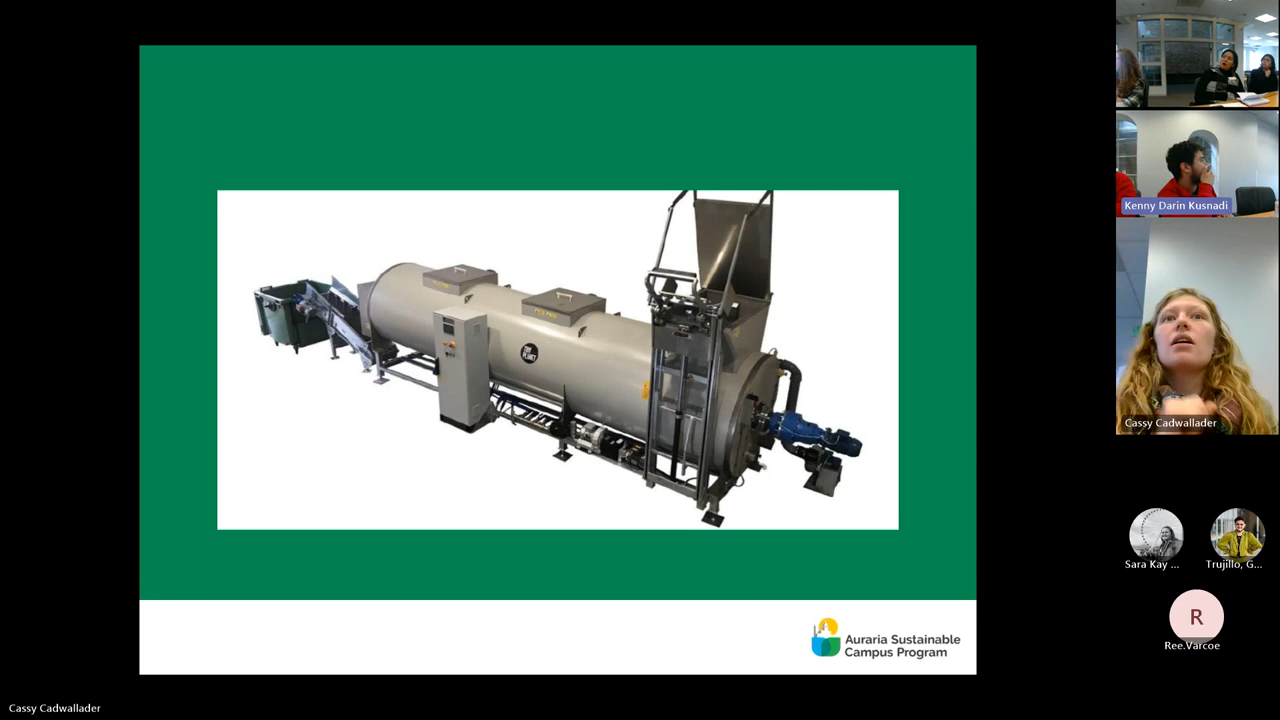 Kenny Darin Kusnadi
Cassy Cadwallader
Sara Kay ...
Trujillo, G...
R
Ree.Varcoe
Auraria Sustainable
Campus Program
Cassy Cadwallader